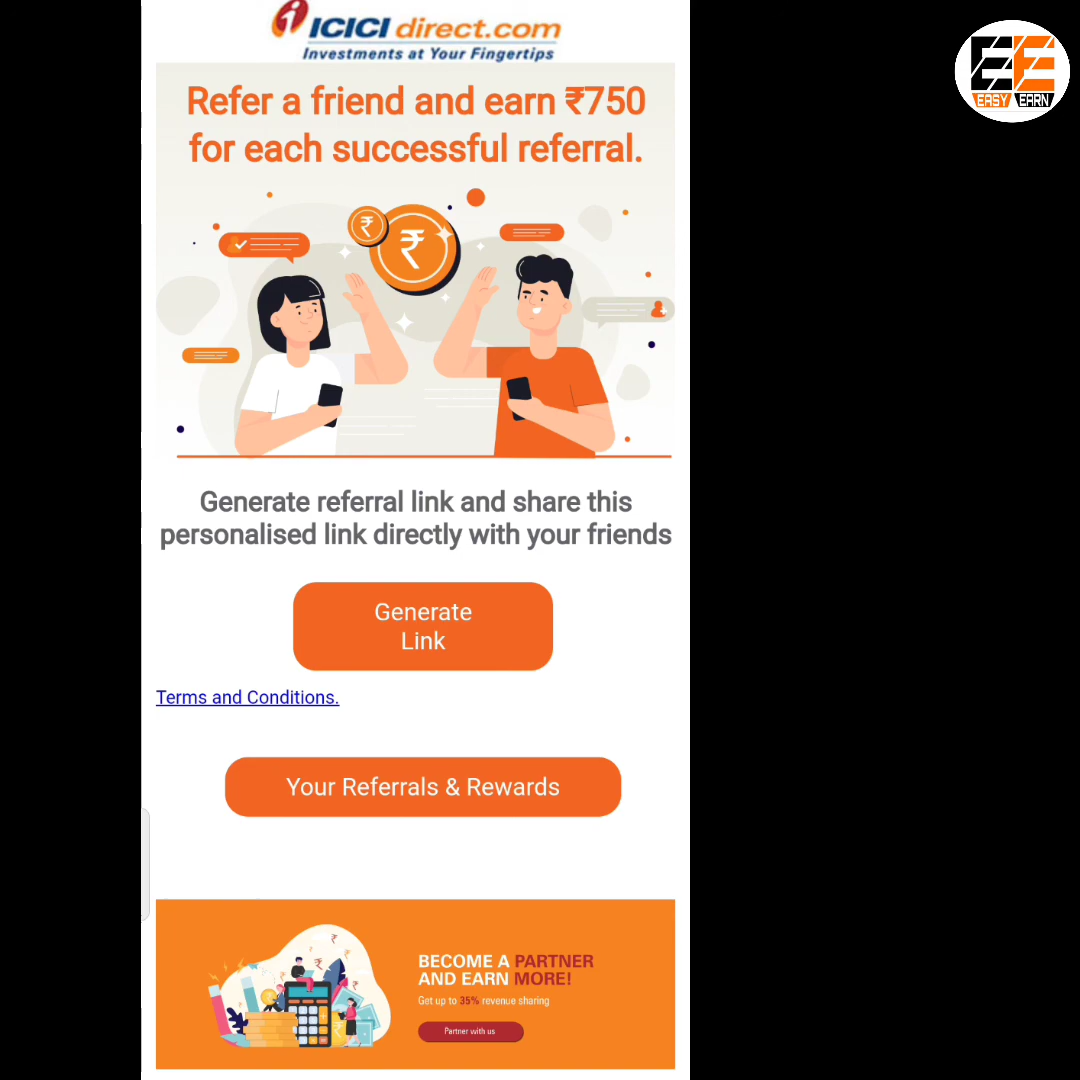 ICICI direct.com
Investments at Your Fingertips
EASY EARN
Refer a friend and earn ₹750
for each successful referral.
Generate referral link and share this
personalised link directly with your friends
Generate
Link
Terms and Conditions.
Your Referrals & Rewards
BECOME A PARTNER
AND EARN MORE!
Get up to 35% revenue sharing
Partner with us